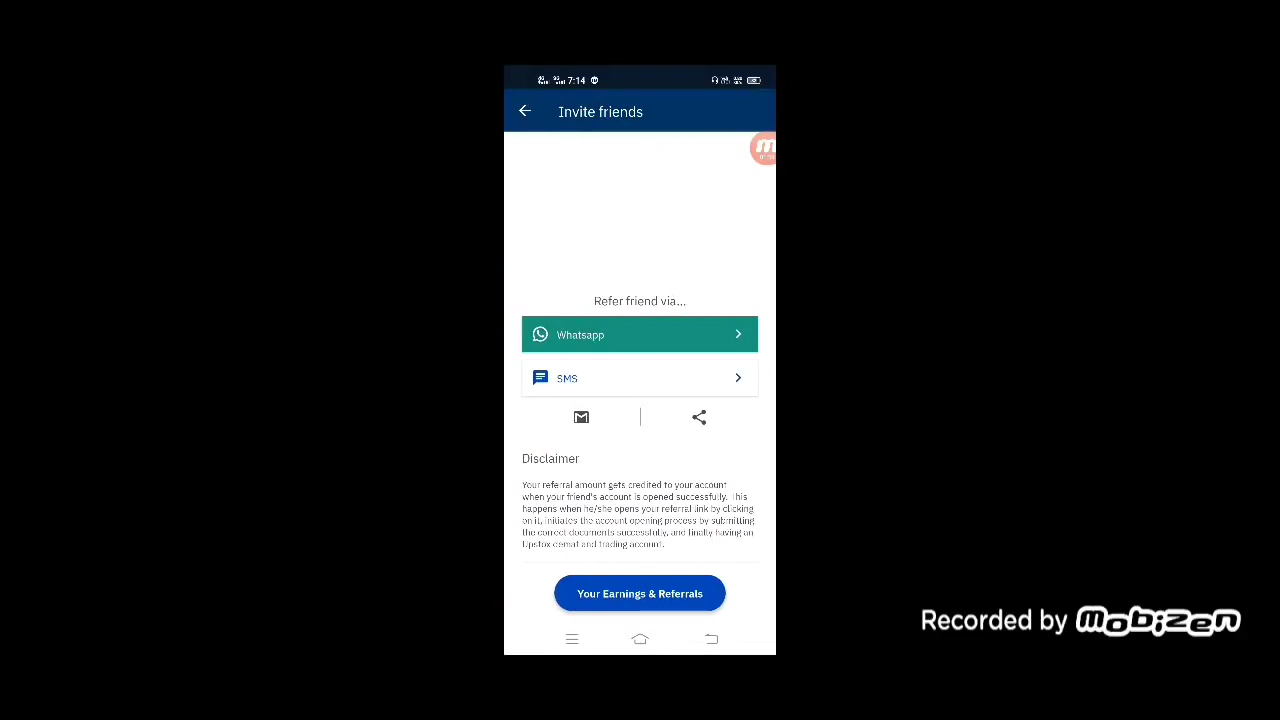 7:14
Invite friends
Refer friend via...
Whatsapp
SMS
Disclaimer
Your referral amount gets credited to your account
when your friend's account is opened successfully. This
happens when he/she opens your referral link by clicking
on it, initiates the account opening process by submitting
the correct documents successfully, and finally having an
Upstox demat and trading account.
Your Earnings & Referrals
Recorded by mobizen